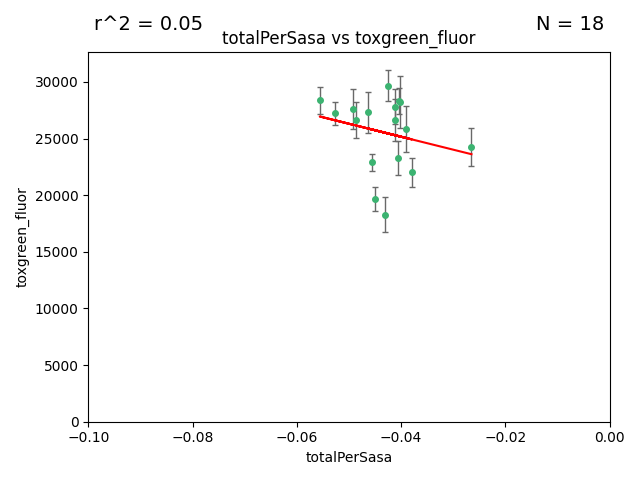 r^2 = 0.05
N = 18
totalPerSasa vs toxgreen_fluor
30000
25000
20000
15000
10000
5000
0
toxgreen_fluor
−0.10
−0.08
−0.06
−0.04
−0.02
0.00
totalPerSasa